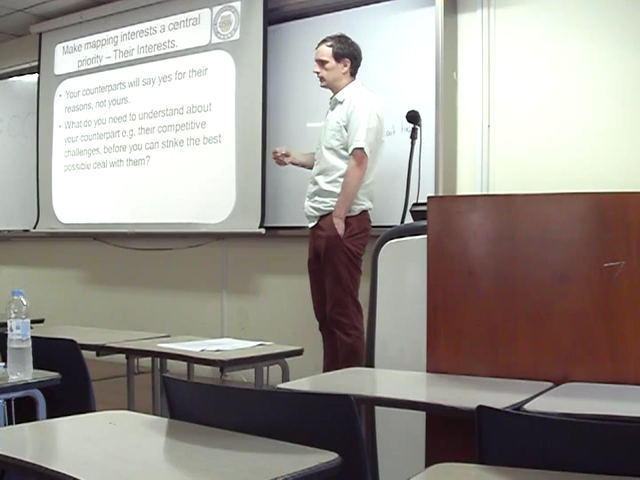 Make mapping interests a central
priority – Their Interests.
• Your counterparts will say yes for their
reasons, not yours.
• What do you need to understand about
your counterpart e.g. their competitive
challenges, before you can strike the best
possible deal with them?